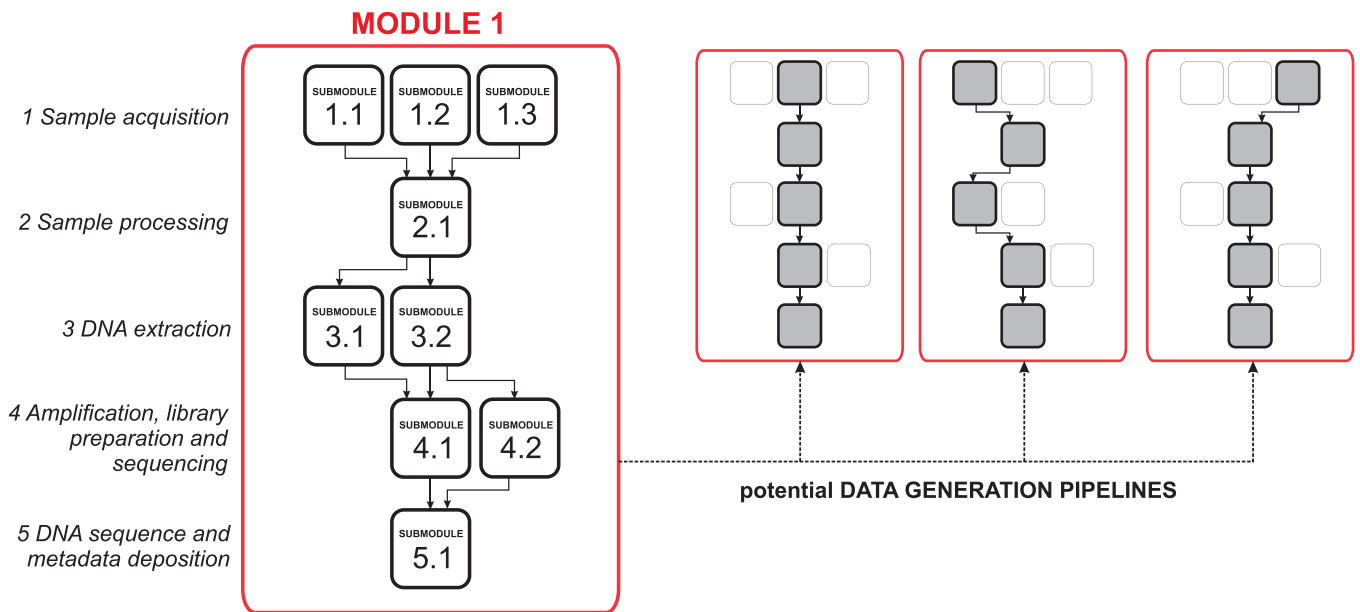 MODULE 1
1 Sample acquisition
SUBMODULE
1.1
SUBMODULE
1.2
SUBMODULE
1.3
2 Sample processing
SUBMODULE
2.1
3 DNA extraction
SUBMODULE
3.1
SUBMODULE
3.2
4 Amplification, library
preparation and
sequencing
SUBMODULE
4.1
SUBMODULE
4.2
5 DNA sequence and
metadata deposition
SUBMODULE
5.1
potential DATA GENERATION PIPELINES